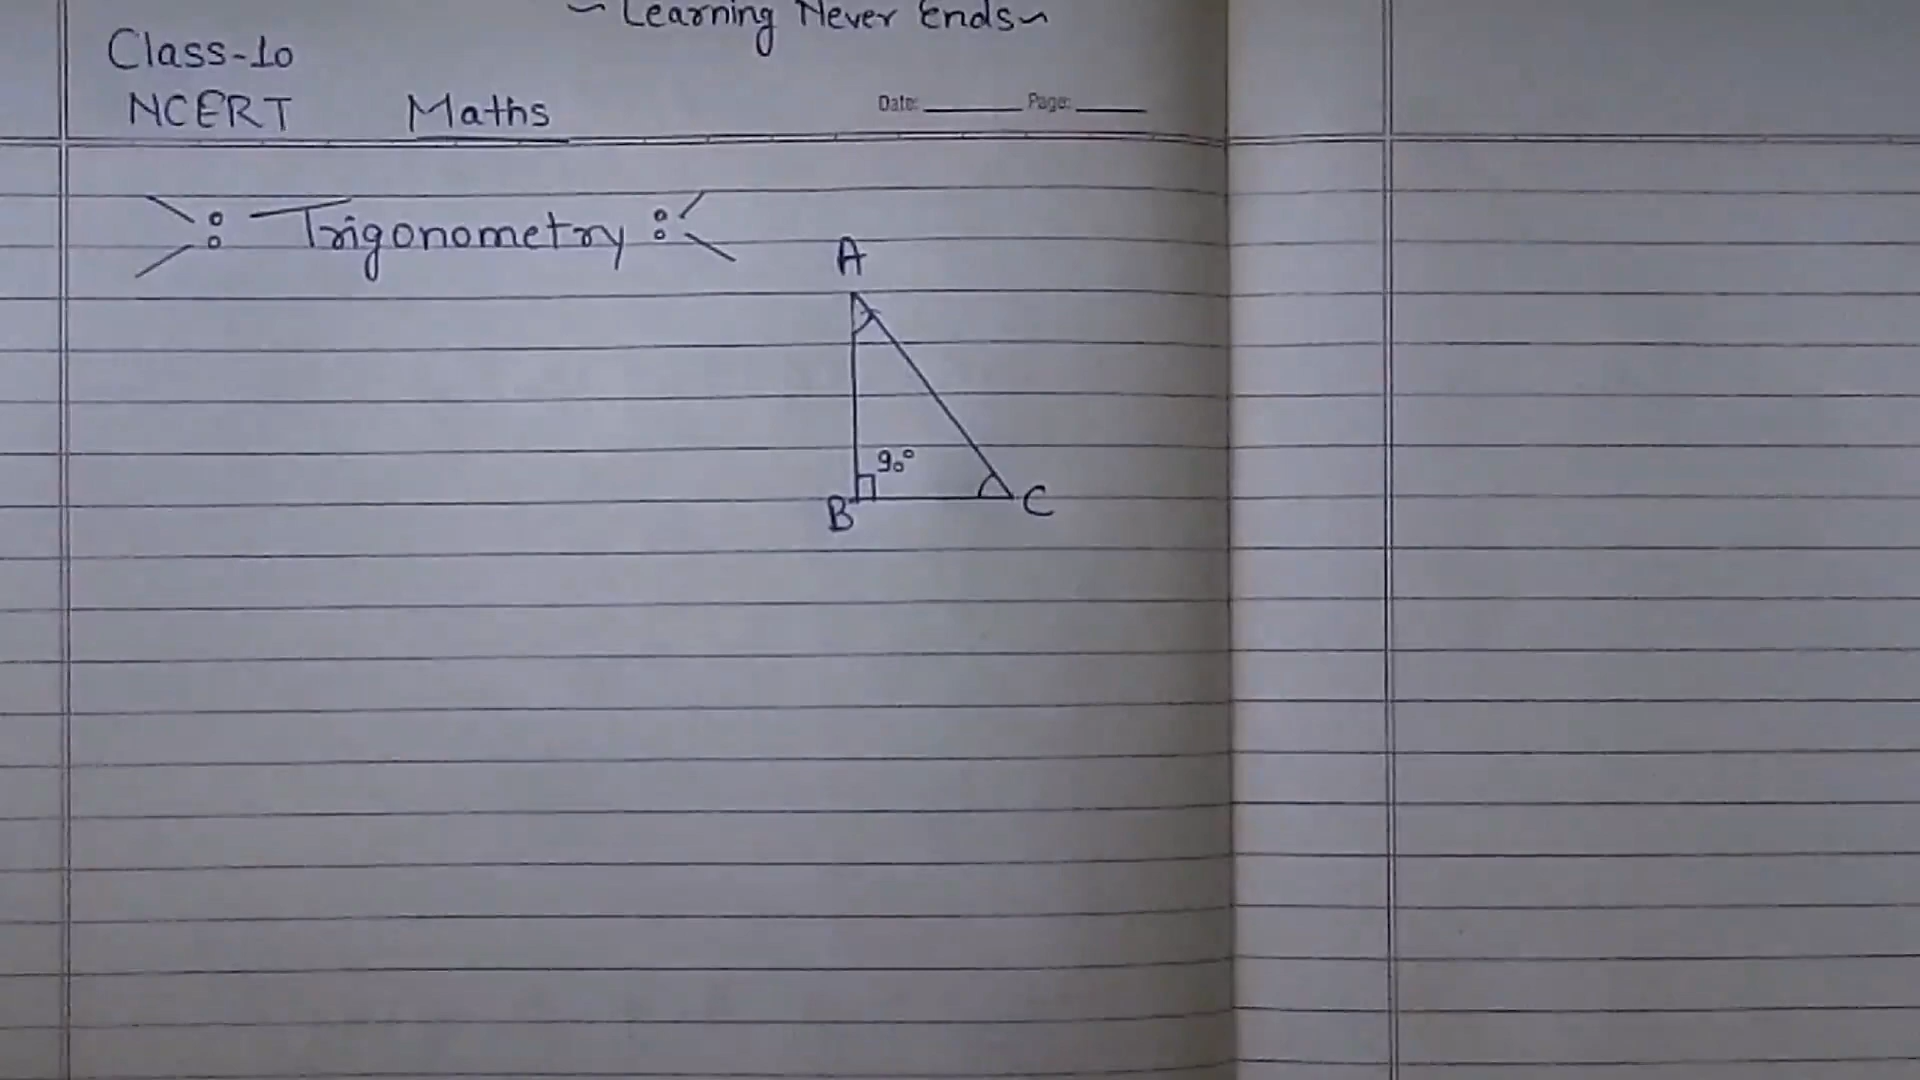 ~ Learning Never Ends ~
Class-10
NCERT Maths
Date: Page:
Trigonometry
A
90°
B C